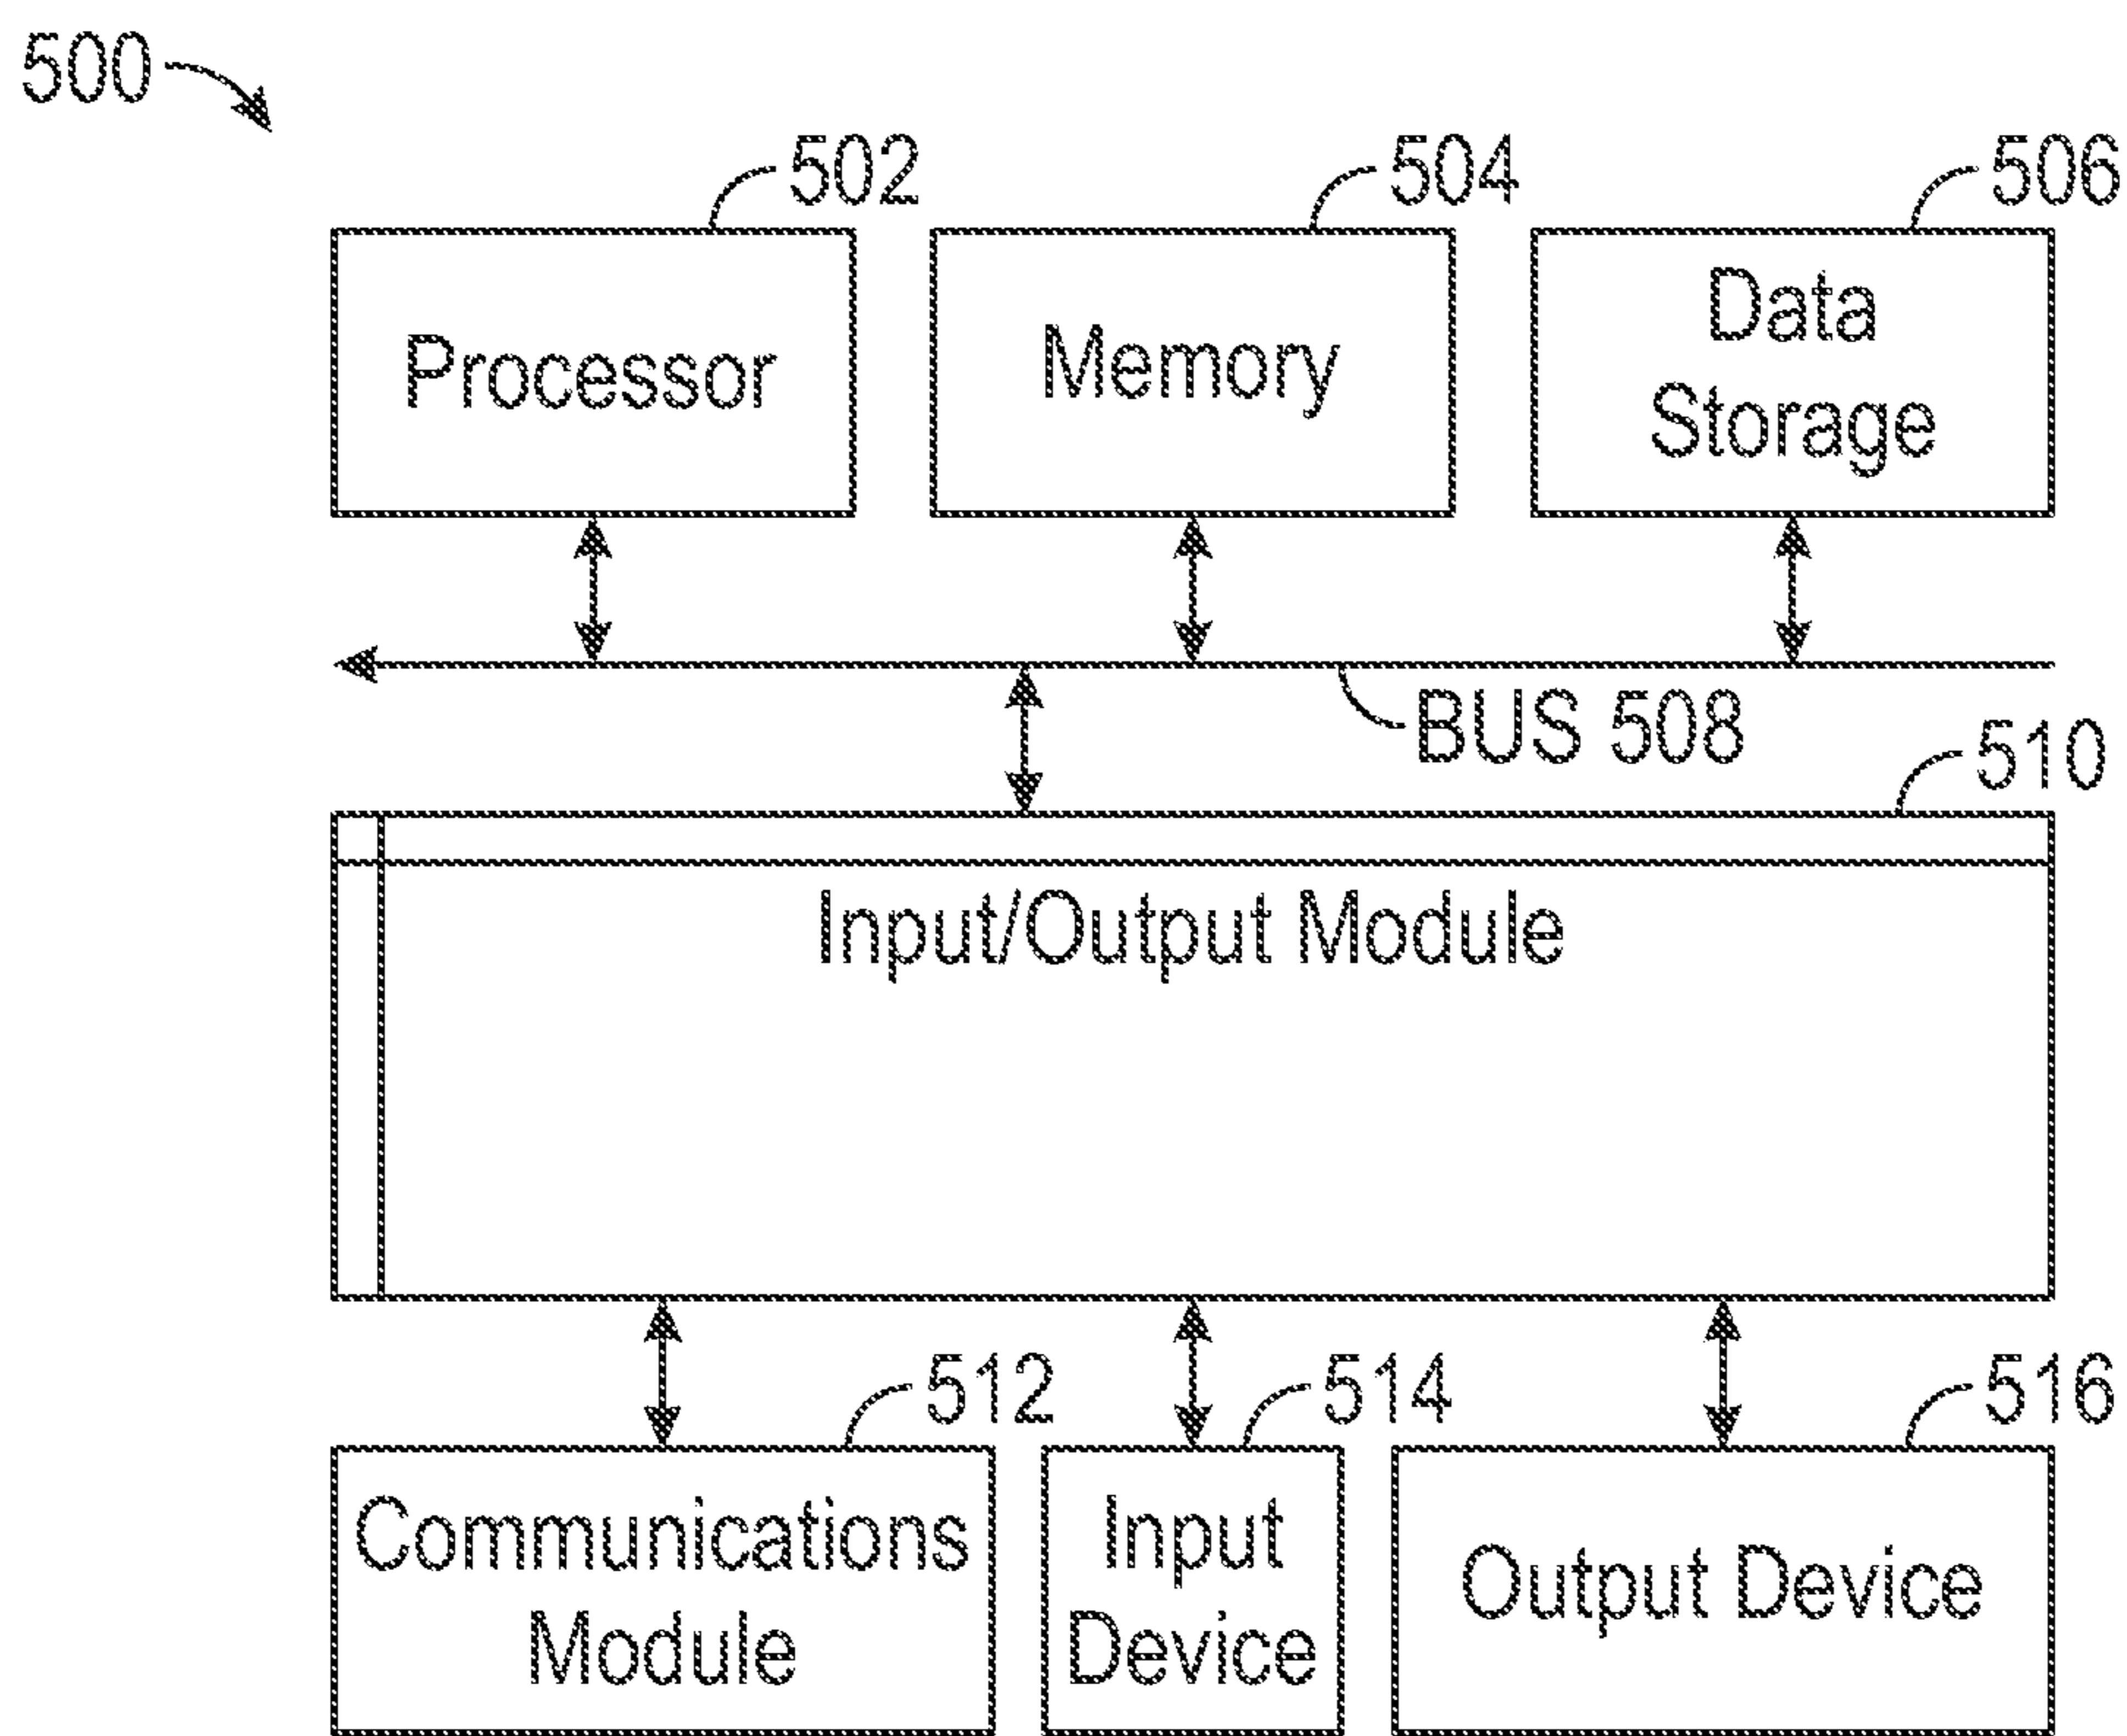 500
502
504
506
Processor
Memory
Data
Storage
BUS 508
510
Input/Output Module
512
514
516
Communications
Module
Input
Device
Output Device